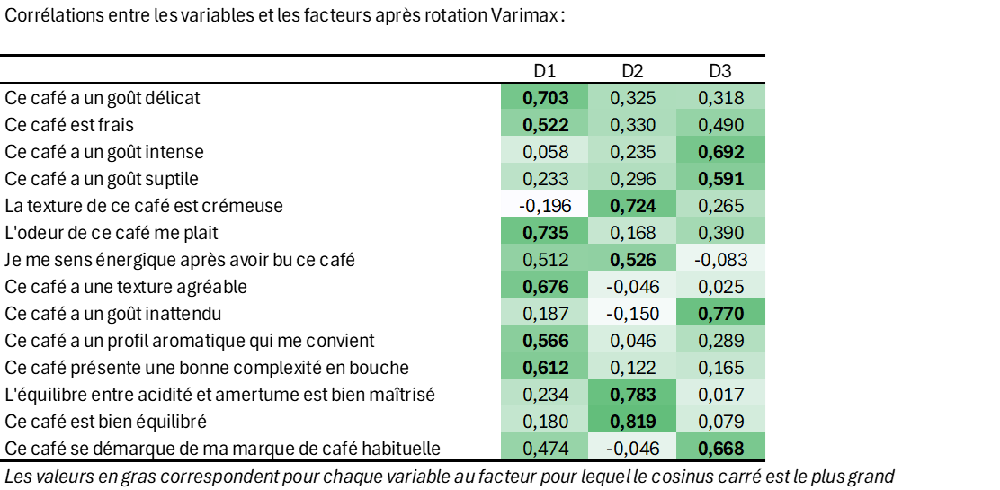 Corrélations entre les variables et les facteurs après rotation Varimax :
D1 D2 D3
Ce café a un goût délicat 0,703 0,325 0,318
Ce café est frais 0,522 0,330 0,490
Ce café a un goût intense 0,058 0,235 0,692
Ce café a un goût suptile 0,233 0,296 0,591
La texture de ce café est crémeuse -0,196 0,724 0,265
L'odeur de ce café me plait 0,735 0,168 0,390
Je me sens énergique après avoir bu ce café 0,512 0,526 -0,083
Ce café a une texture agréable 0,676 -0,046 0,025
Ce café a un goût inattendu 0,187 -0,150 0,770
Ce café a un profil aromatique qui me convient 0,566 0,046 0,289
Ce café présente une bonne complexité en bouche 0,612 0,122 0,165
L'équilibre entre acidité et amertume est bien maîtrisé 0,234 0,783 0,017
Ce café est bien équilibré 0,180 0,819 0,079
Ce café se démarque de ma marque de café habituelle 0,474 -0,046 0,668
Les valeurs en gras correspondent pour chaque variable au facteur pour lequel le cosinus carré est le plus grand